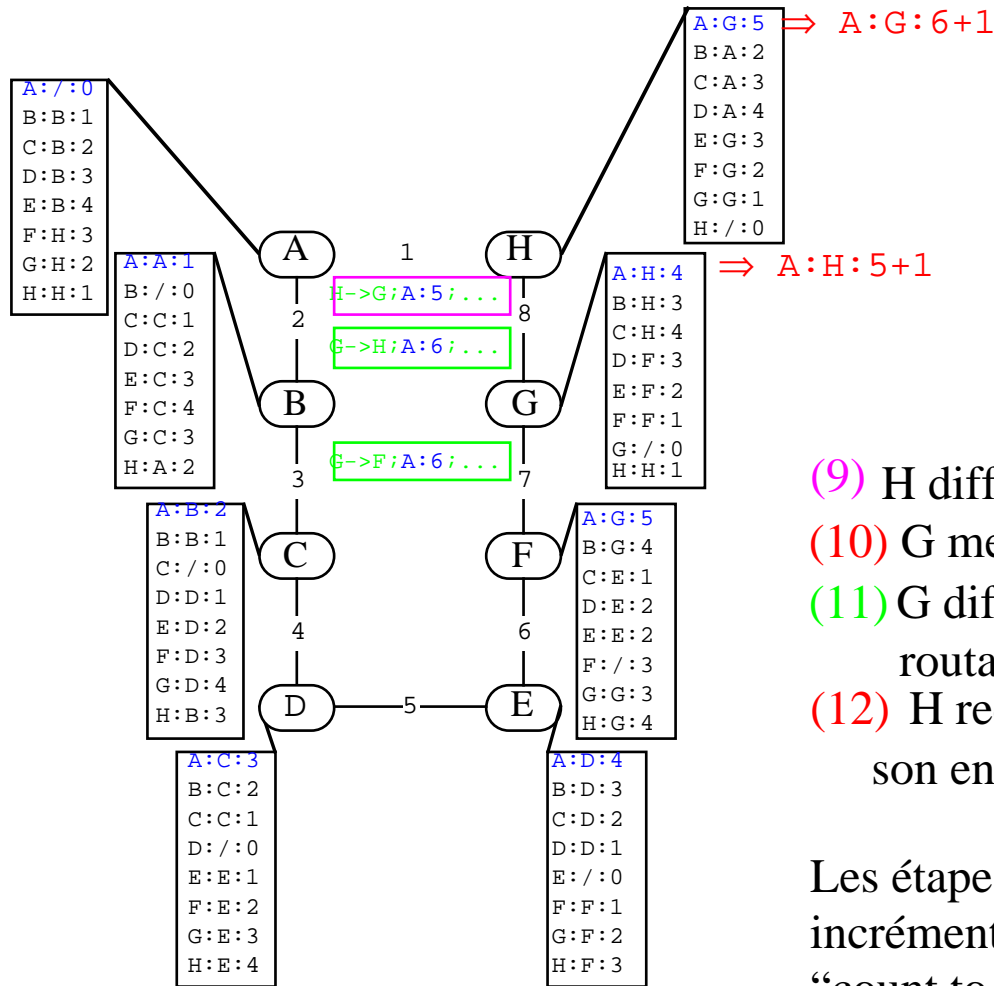 A:G:5 ⇒ A:G:6+1
B:A:2
C:A:3
D:A:4
E:G:3
F:G:2
G:G:1
H:/:0
A:/:0
B:B:1
C:B:2
D:B:3
E:B:4
F:H:3
G:H:2
H:H:1
A 1 H
A:A:1
B:/:0
C:C:1
D:C:2
E:C:3
F:C:4
G:C:3
H:A:2
H->G;A:5;...
2 8
G->H;A:6;...
A:H:4 ⇒ A:H:5+1
B:H:3
C:H:4
D:F:3
E:F:2
F:F:1
G:/:0
H:H:1
B G
G->F;A:6;...
3 7
A:B:2
B:B:1
C:/:0
D:D:1
E:D:2
F:D:3
G:D:4
H:B:3
C F
A:G:5
B:G:4
C:E:1
D:E:2
E:E:2
F:/:3
G:G:3
H:G:4
4 6
D 5 E
A:C:3
B:C:2
C:C:1
D:/:0
E:E:1
F:E:2
G:E:3
H:E:4
A:D:4
B:D:3
C:D:2
D:D:1
E:/:0
F:F:1
G:F:2
H:F:3
(9) H diff
(10) G me
(11) G dif
routa
(12) H re
son en
Les étape
incrément
“count to